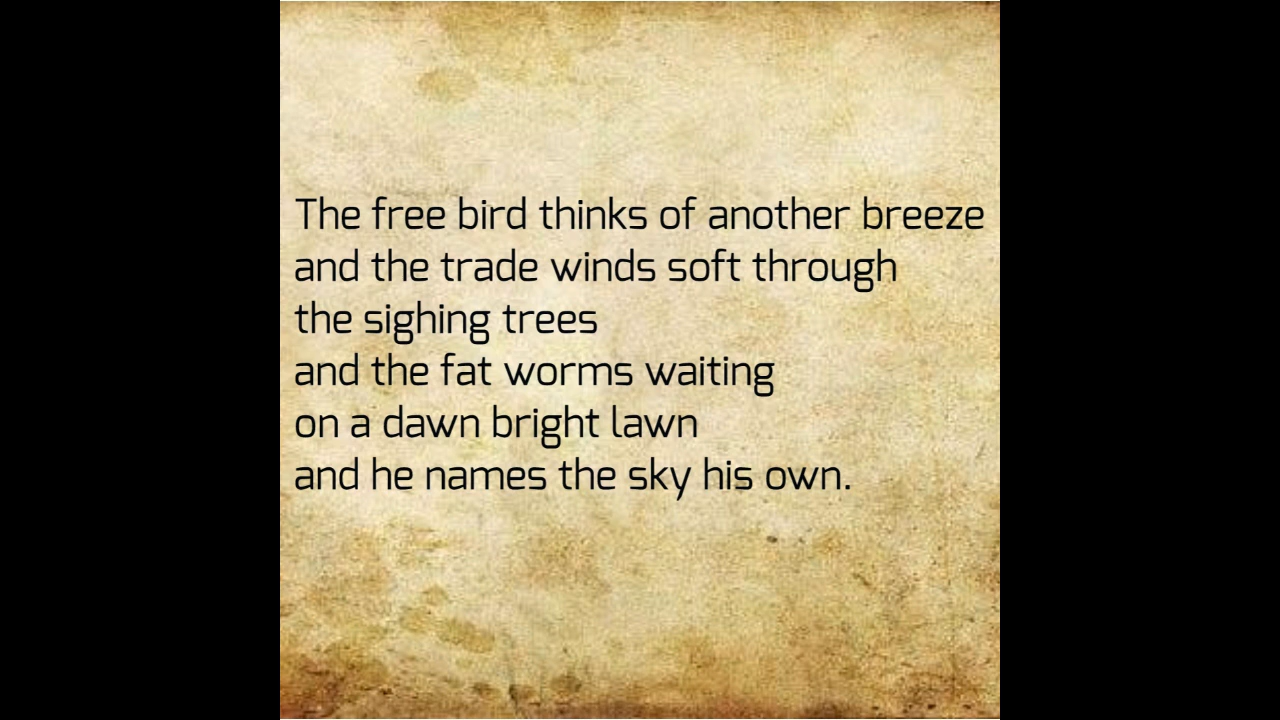 The free bird thinks of another breeze
and the trade winds soft through
the sighing trees
and the fat worms waiting
on a dawn bright lawn
and he names the sky his own.